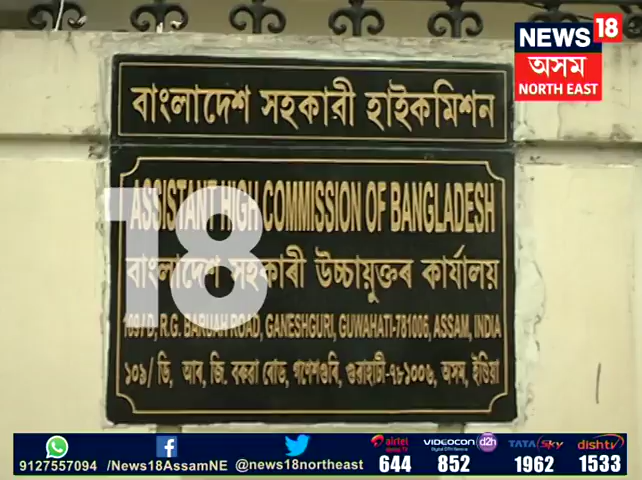 NEWS 18
অসম
NORTH EAST
বাংলাদেশ সহকারী হাইকমিশন
ASSISTANT HIGH COMMISSION OF BANGLADESH
বাংলাদেশ সহকাৰী উচ্চায়ুক্তৰ কাৰ্যালয়
18
109/D, R.G. BARUAH ROAD, GANESHGURI, GUWAHATI-781006, ASSAM, INDIA
১০৯/ ডি, আৰ, জি, বৰুৱা ৰোড, গণেশগুৰি, গুৱাহাটী-৭৮১০০৬, অসম, ইণ্ডিয়া
9127557094 /News18AssamNE @news18northeast airtel 644 VIDEOCON d2h 852 TATA Sky 1962 dishtv 1533